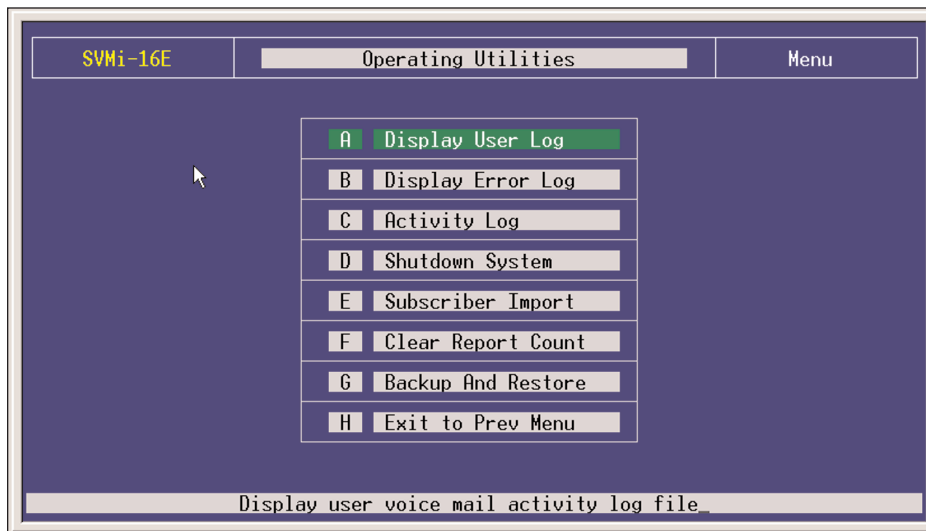 SVMi-16E Operating Utilities Menu
A Display User Log
B Display Error Log
C Activity Log
D Shutdown System
E Subscriber Import
F Clear Report Count
G Backup And Restore
H Exit to Prev Menu
Display user voice mail activity log file_